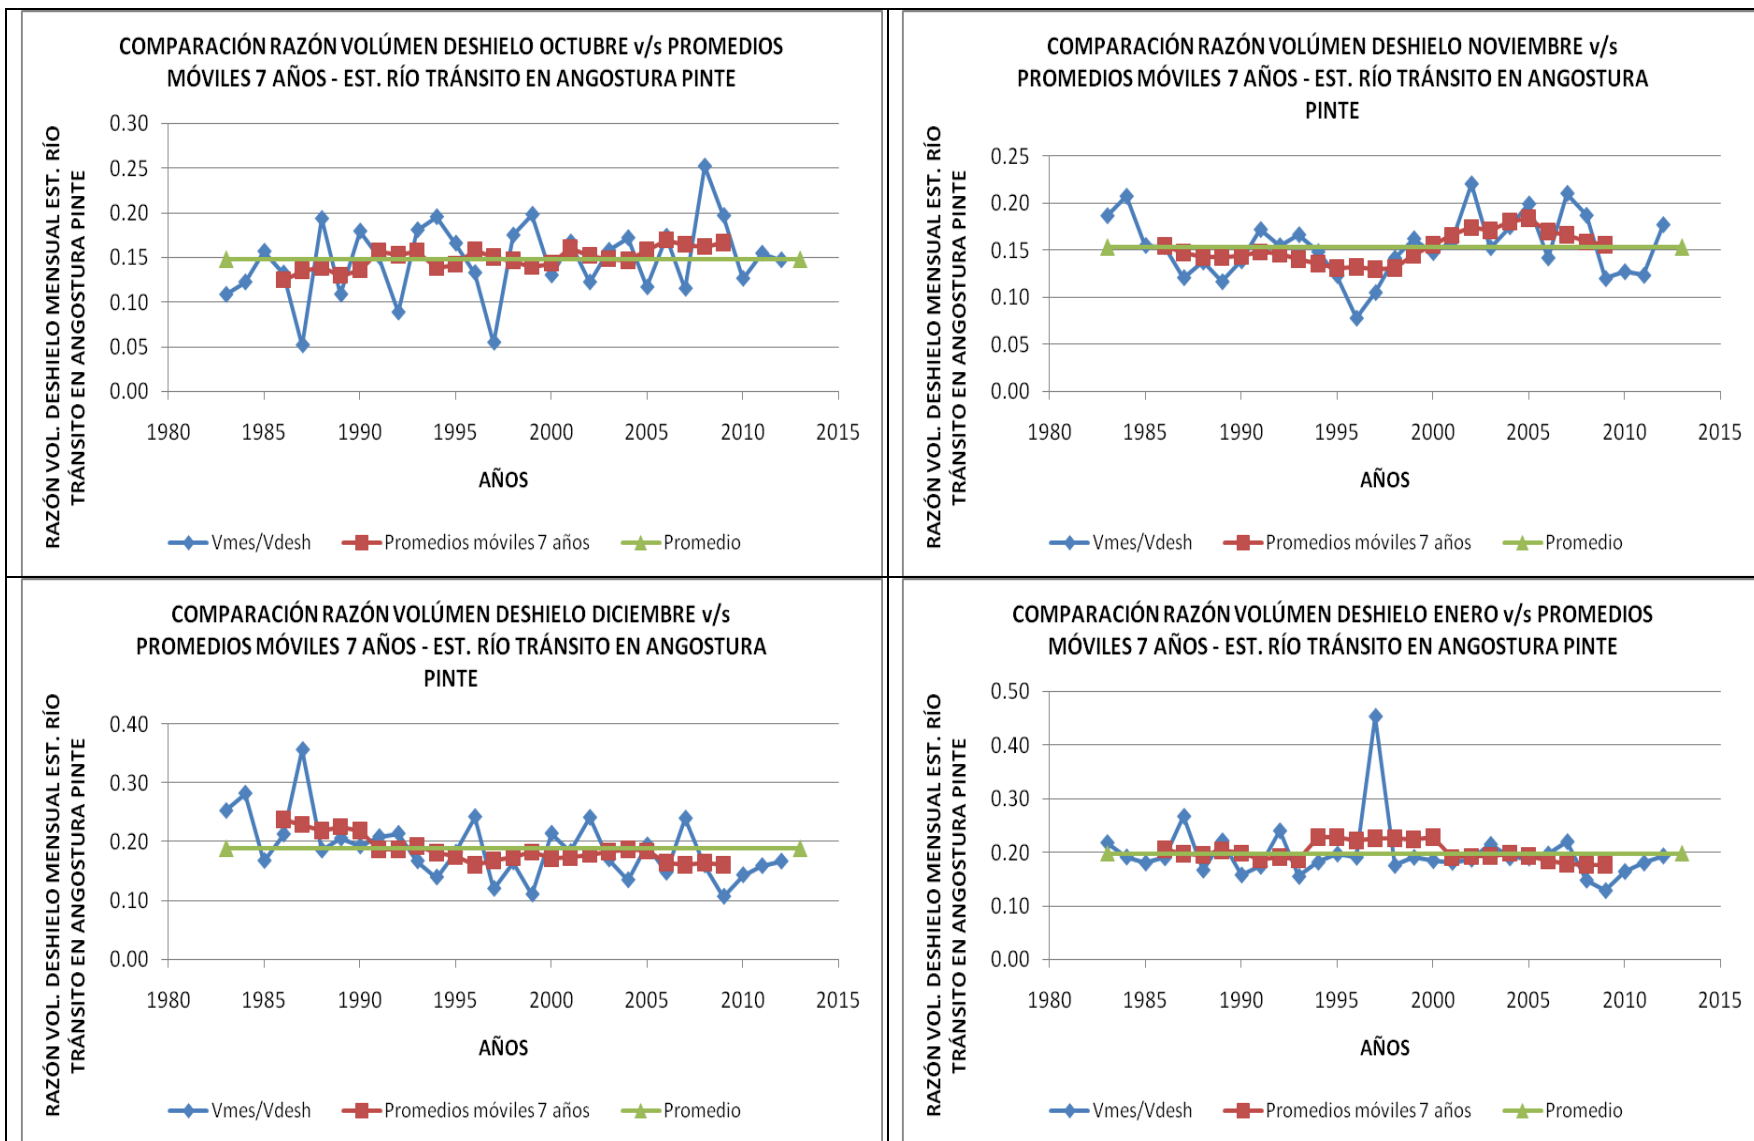 COMPARACIÓN RAZÓN VOLÚMEN DESHIELO OCTUBRE v/s PROMEDIOS
MÓVILES 7 AÑOS - EST. RÍO TRÁNSITO EN ANGOSTURA PINTE
RAZÓN VOL. DESHIELO MENSUAL EST. RÍO
TRÁNSITO EN ANGOSTURA PINTE
0.30
0.25
0.20
0.15
0.10
0.05
0.00
1980 1985 1990 1995 2000 2005 2010 2015
AÑOS
Vmes/Vdesh Promedios móviles 7 años Promedio
COMPARACIÓN RAZÓN VOLÚMEN DESHIELO NOVIEMBRE v/s
PROMEDIOS MÓVILES 7 AÑOS - EST. RÍO TRÁNSITO EN ANGOSTURA
PINTE
RAZÓN VOL. DESHIELO MENSUAL EST. RÍO
TRÁNSITO EN ANGOSTURA PINTE
0.25
0.20
0.15
0.10
0.05
0.00
1980 1985 1990 1995 2000 2005 2010 2015
AÑOS
Vmes/Vdesh Promedios móviles 7 años Promedio
COMPARACIÓN RAZÓN VOLÚMEN DESHIELO DICIEMBRE v/s
PROMEDIOS MÓVILES 7 AÑOS - EST. RÍO TRÁNSITO EN ANGOSTURA
PINTE
RAZÓN VOL. DESHIELO MENSUAL EST. RÍO
TRÁNSITO EN ANGOSTURA PINTE
0.40
0.30
0.20
0.10
0.00
1980 1985 1990 1995 2000 2005 2010 2015
AÑOS
Vmes/Vdesh Promedios móviles 7 años Promedio
COMPARACIÓN RAZÓN VOLÚMEN DESHIELO ENERO v/s PROMEDIOS
MÓVILES 7 AÑOS - EST. RÍO TRÁNSITO EN ANGOSTURA PINTE
RAZÓN VOL. DESHIELO MENSUAL EST. RÍO
TRÁNSITO EN ANGOSTURA PINTE
0.50
0.40
0.30
0.20
0.10
0.00
1980 1985 1990 1995 2000 2005 2010 2015
AÑOS
Vmes/Vdesh Promedios móviles 7 años Promedio